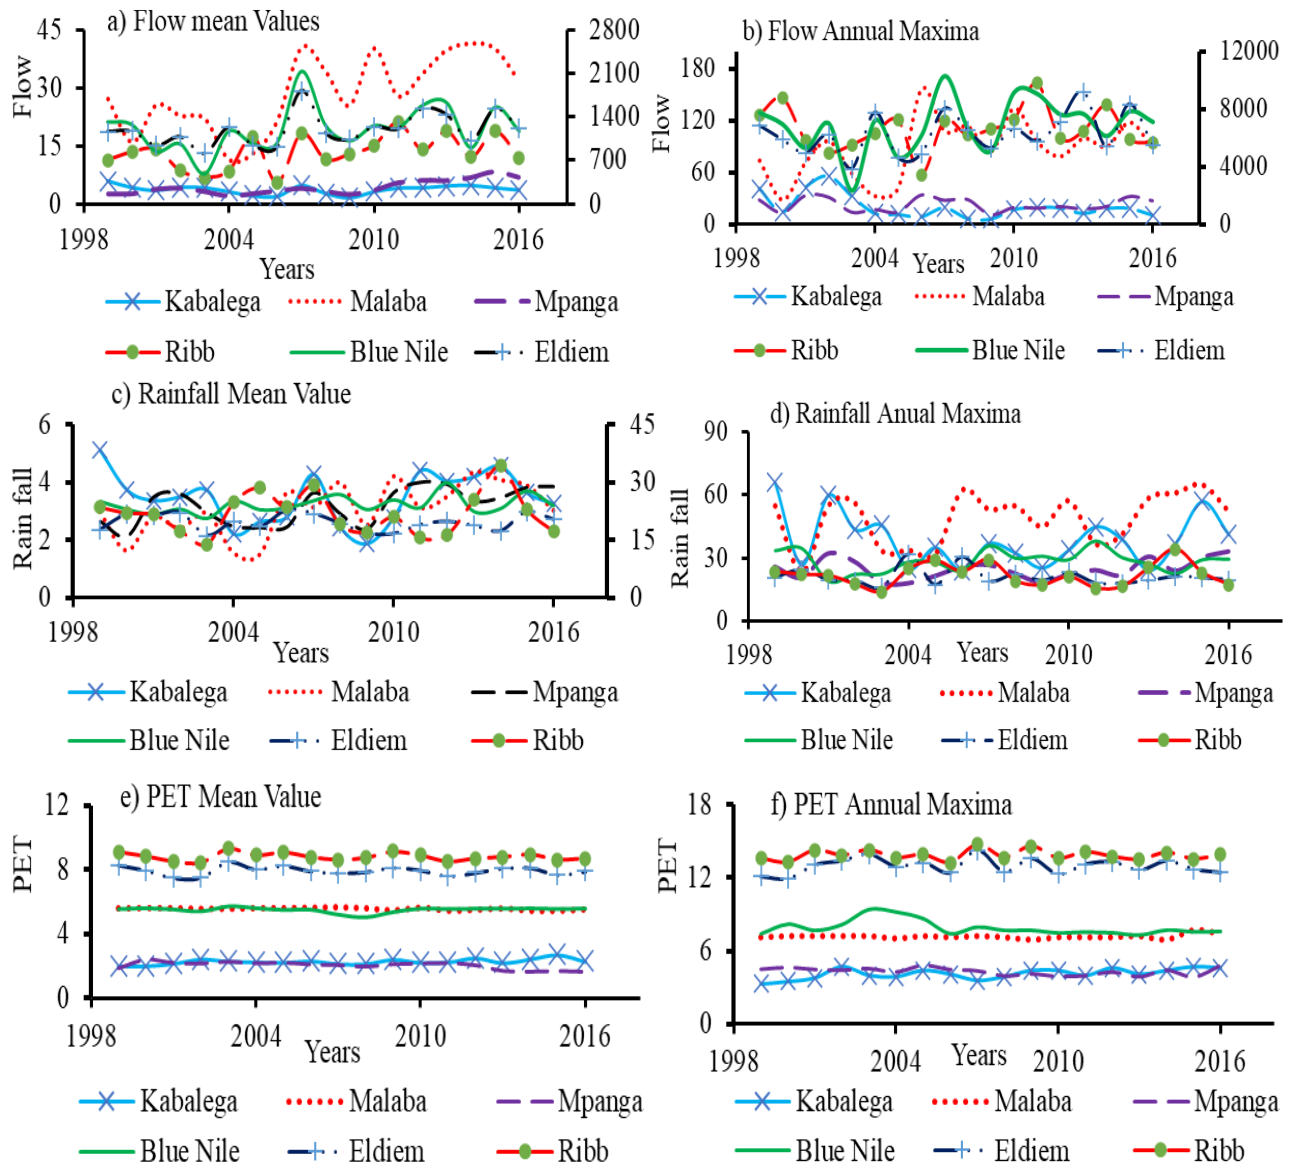 a) Flow mean Values
45
30
15
0
Flow
2800
2100
1400
700
0
1998
2004
2010
2016
Years
Kabalega
Malaba
Mpanga
Ribb
Blue Nile
Eldiem
b) Flow Annual Maxima
180
120
60
0
Flow
12000
8000
4000
0
1998
2004
2010
2016
Years
Kabalega
Malaba
Mpanga
Ribb
Blue Nile
Eldiem
c) Rainfall Mean Value
6
4
2
0
Rain fall
45
30
15
0
1998
2004
2010
2016
Years
Kabalega
Malaba
Mpanga
Blue Nile
Eldiem
Ribb
d) Rainfall Anual Maxima
90
60
30
0
Rain fall
1998
2004
2010
2016
Years
Kabalega
Malaba
Mpanga
Blue Nile
Eldiem
Ribb
e) PET Mean Value
12
8
4
0
PET
1998
2004
2010
2016
Years
Kabalega
Malaba
Mpanga
Blue Nile
Eldiem
Ribb
f) PET Annual Maxima
18
12
6
0
PET
1998
2004
2010
2016
Years
Kabalega
Malaba
Mpanga
Blue Nile
Eldiem
Ribb